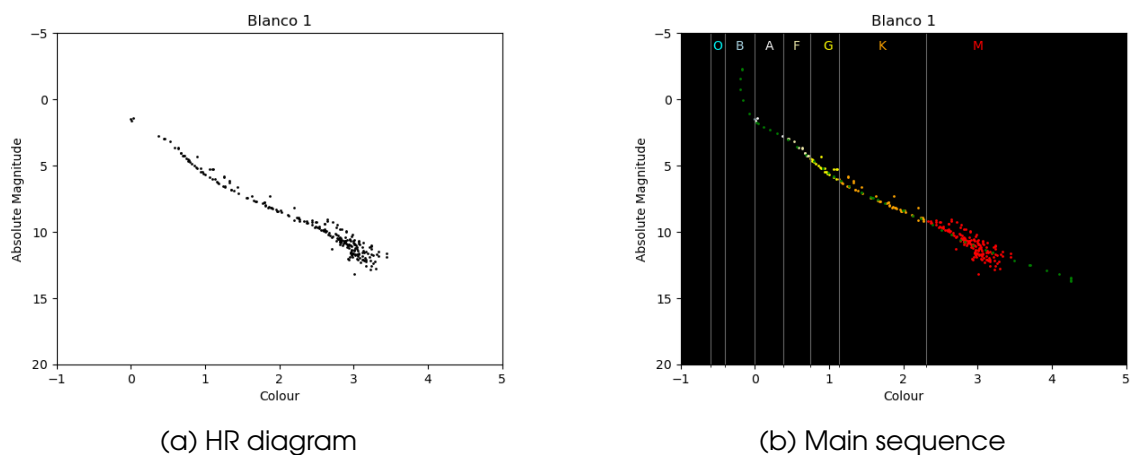 Blanco 1
Absolute Magnitude
−5
0
5
10
15
20
−1 0 1 2 3 4 5
Colour
(a) HR diagram
Blanco 1
O B A F G K M
Absolute Magnitude
−5
0
5
10
15
20
−1 0 1 2 3 4 5
Colour
(b) Main sequence